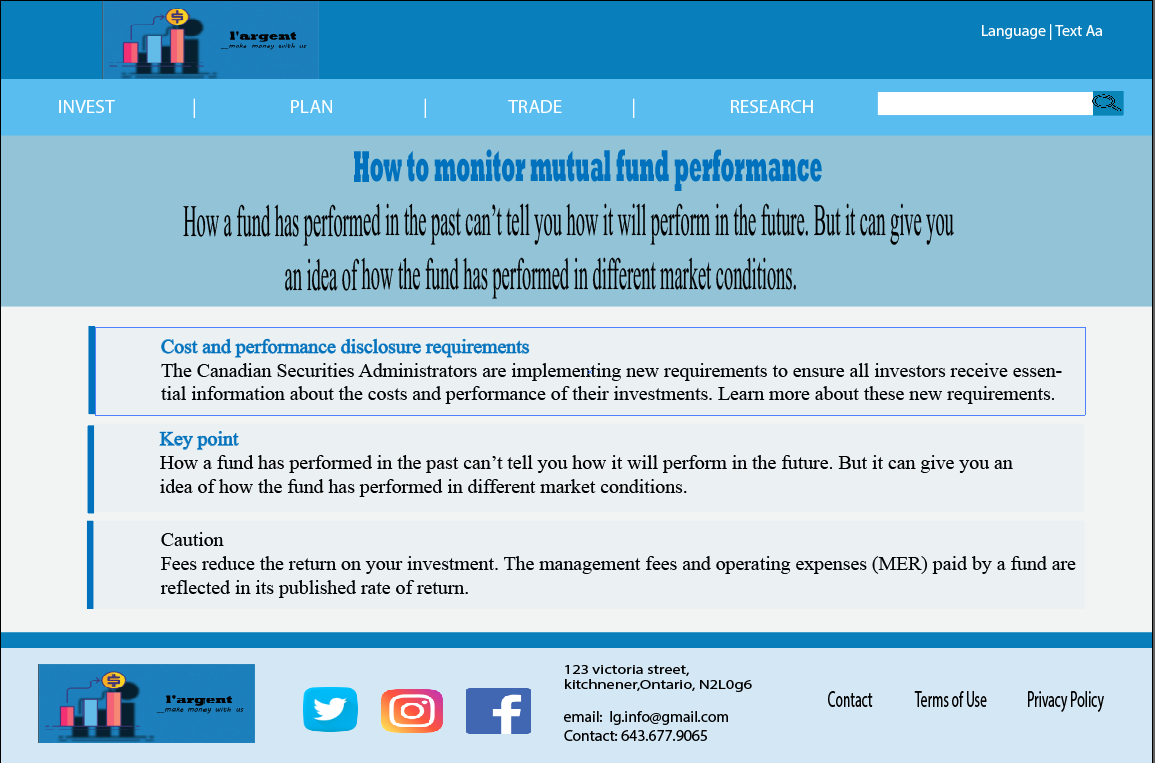 l'argent
__make money with us
Language | Text Aa
INVEST | PLAN | TRADE | RESEARCH
How to monitor mutual fund performance
How a fund has performed in the past can't tell you how it will perform in the future. But it can give you
an idea of how the fund has performed in different market conditions.
Cost and performance disclosure requirements
The Canadian Securities Administrators are implementing new requirements to ensure all investors receive essen-
tial information about the costs and performance of their investments. Learn more about these new requirements.
Key point
How a fund has performed in the past can't tell you how it will perform in the future. But it can give you an
idea of how the fund has performed in different market conditions.
Caution
Fees reduce the return on your investment. The management fees and operating expenses (MER) paid by a fund are
reflected in its published rate of return.
l'argent
__make money with us
123 victoria street,
kitchnener,Ontario, N2L0g6
email: lg.info@gmail.com
Contact: 643.677.9065
Contact
Terms of Use
Privacy Policy